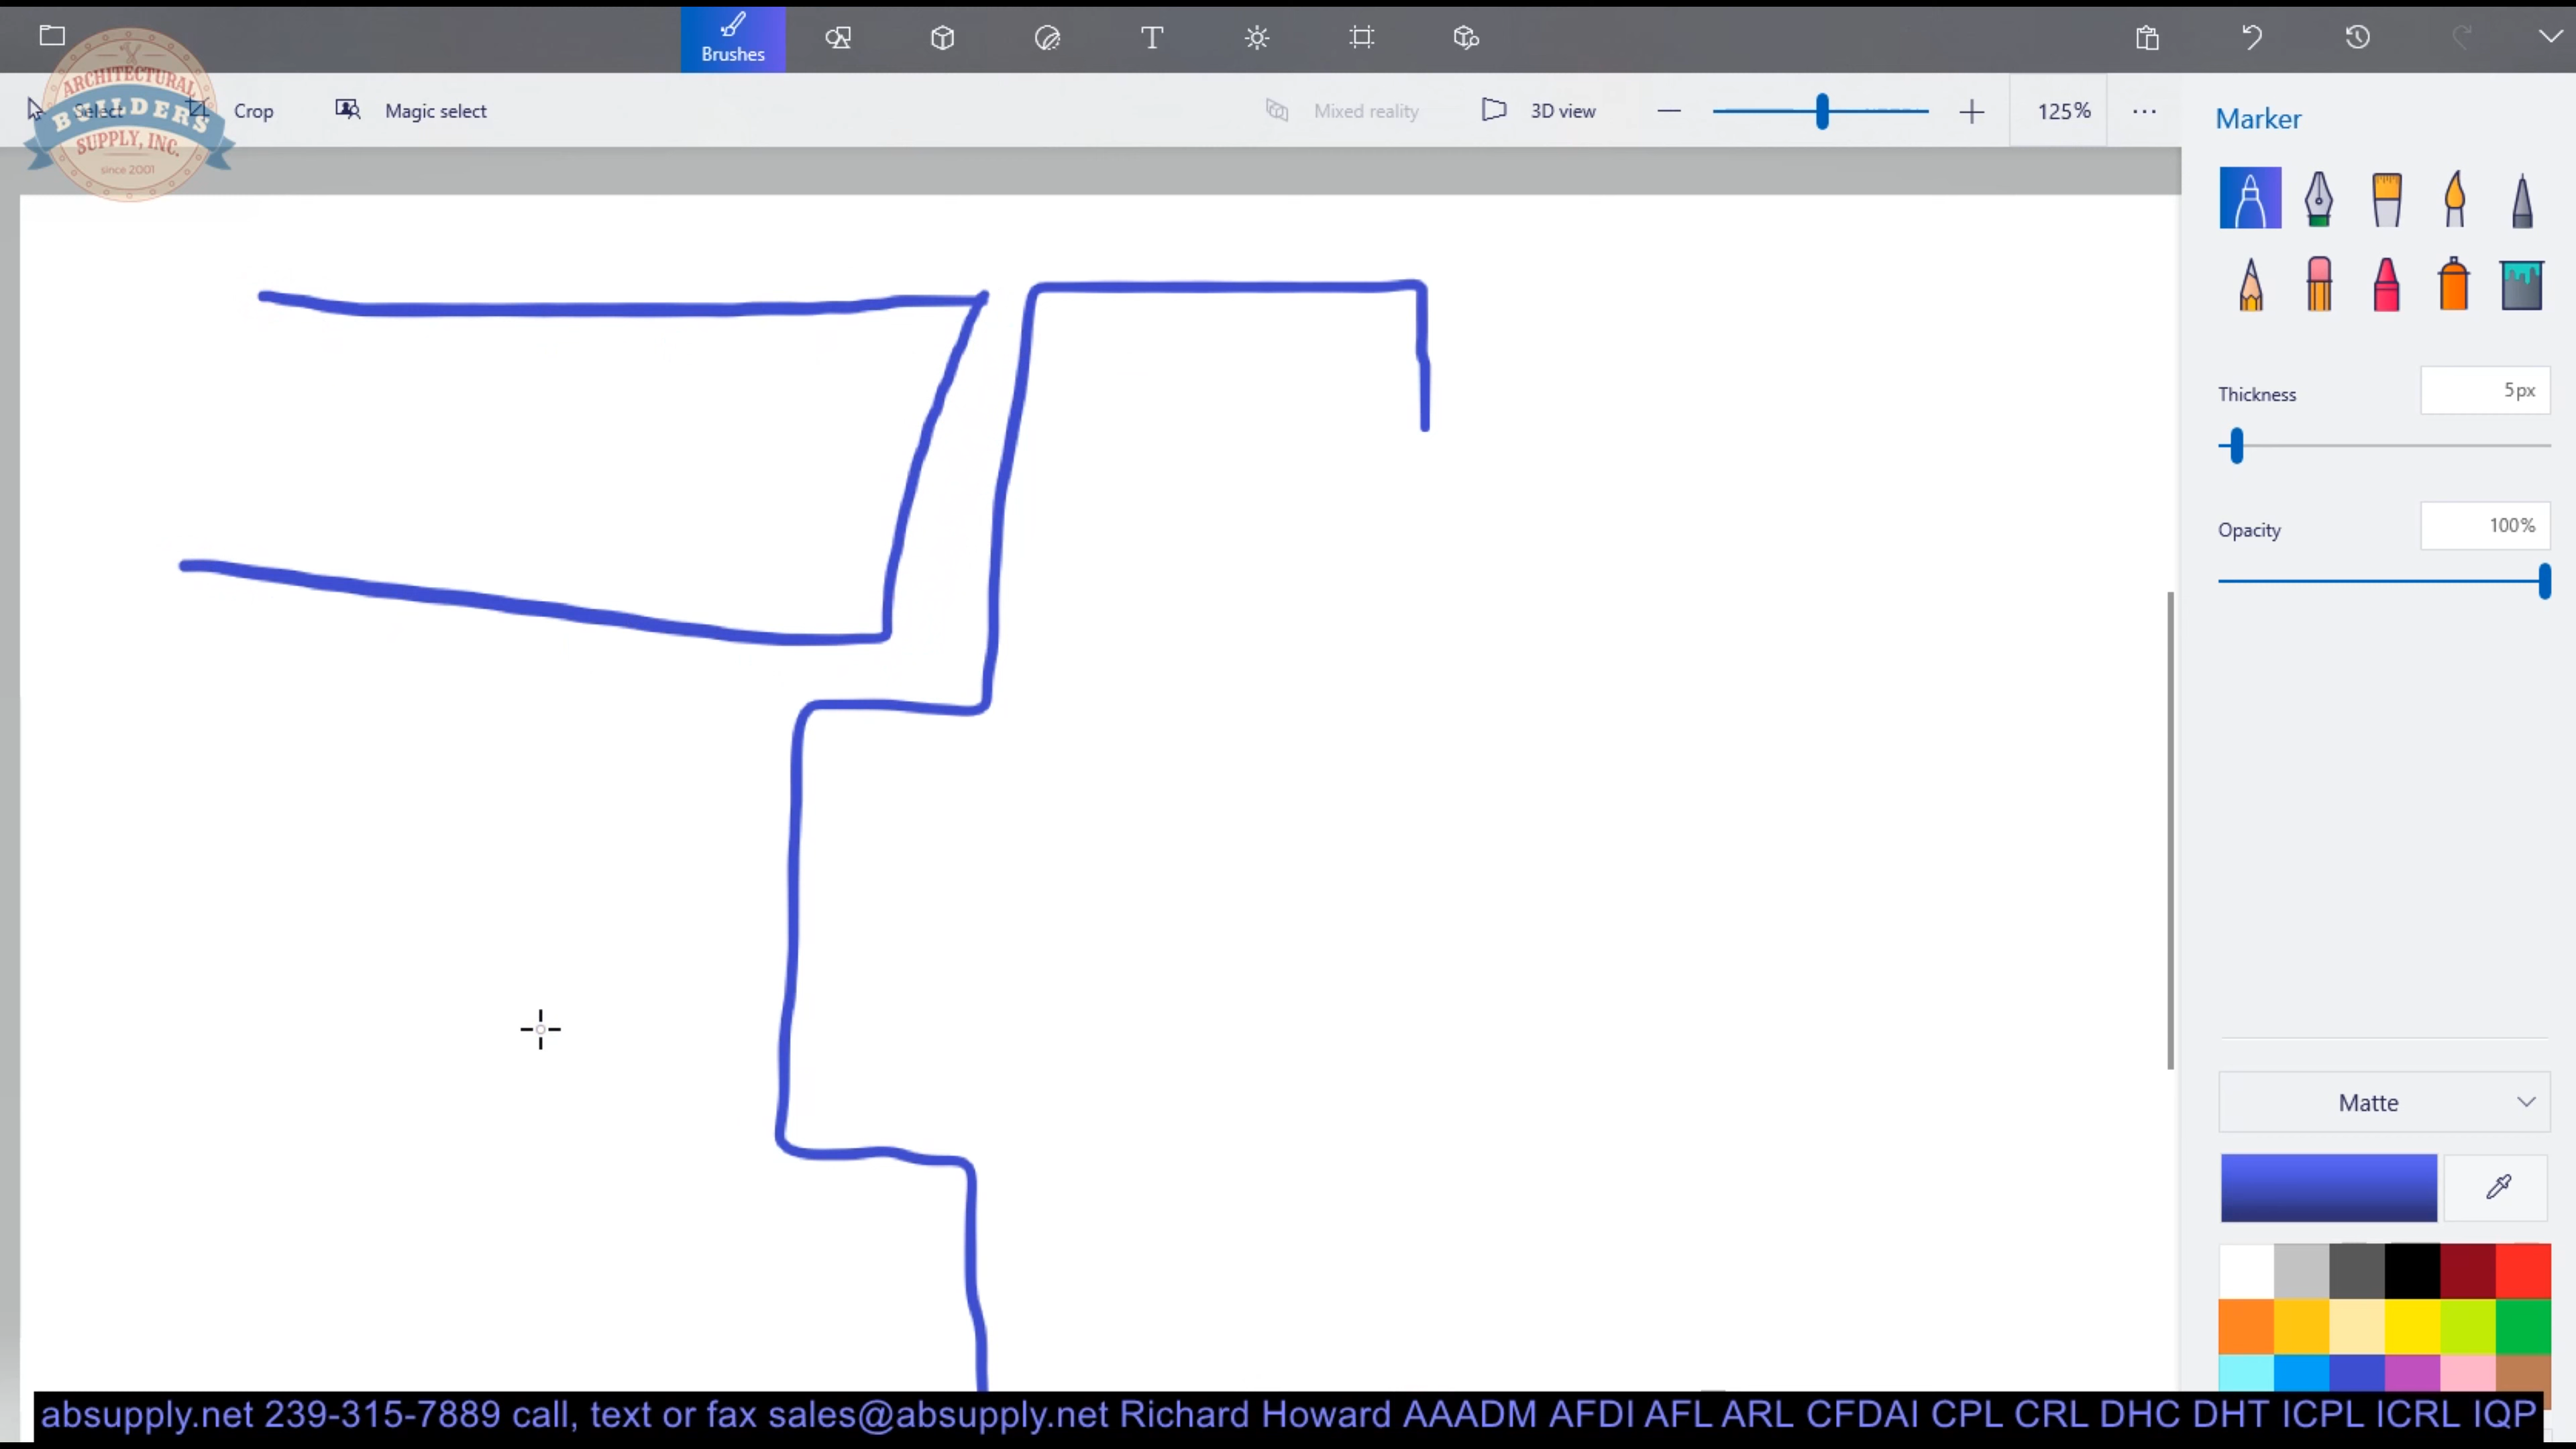 Brushes
ARCHITECTURAL
BUILDERS
SUPPLY, INC.
since 2001
Select
Crop
Magic select
Mixed reality
3D view
125%
Marker
Thickness
5px
Opacity
100%
Matte
absupply.net 239-315-7889 call, text or fax sales@absupply.net Richard Howard AAADM AFDI AFL ARL CFDAI CPL CRL DHC DHT ICPL ICRL IQP